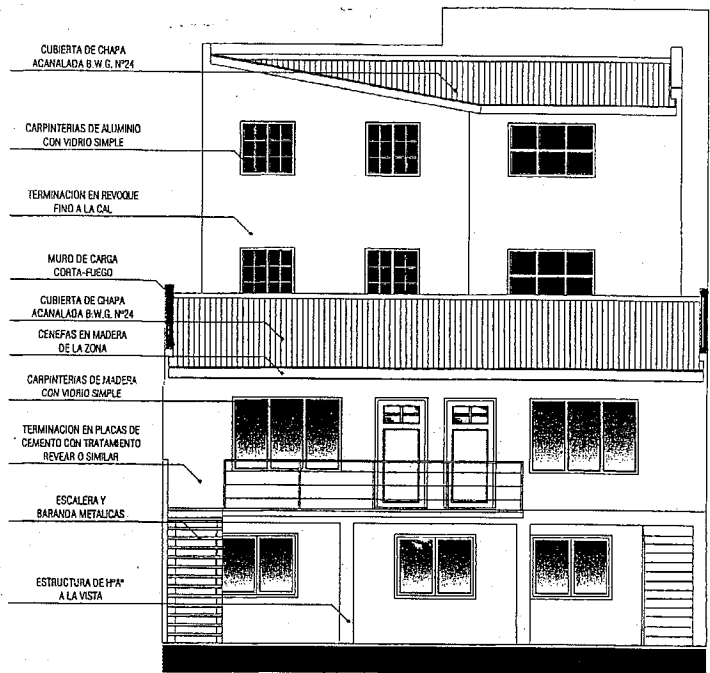 CUBIERTA DE CHAPA
ACANALADA B.W.G. Nº24
CARPINTERIAS DE ALUMINIO
CON VIDRIO SIMPLE
TERMINACION EN REVOQUE
FINO A LA CAL
MURO DE CARGA
CORTA-FUEGO
CUBIERTA DE CHAPA
ACANALADA B.W.G. Nº24
CENEFAS EN MADERA
DE LA ZONA
CARPINTERIAS DE MADERA
CON VIDRIO SIMPLE
TERMINACION EN PLACAS DE
CEMENTO CON TRATAMIENTO
REVEAR O SIMILAR
ESCALERA Y
BARANDA METALICAS
ESTRUCTURA DE HºAº
A LA VISTA